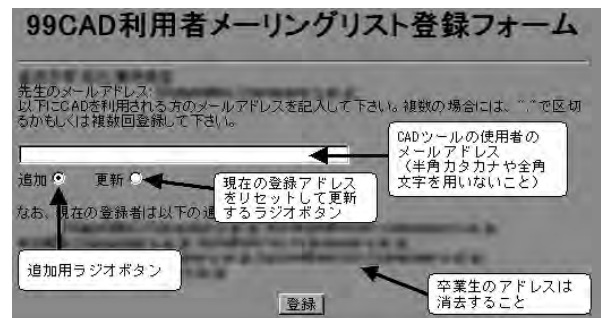 99CAD利用者メーリングリスト登録フォーム
先生のメールアドレス:
以下にCADを利用される方のメールアドレスを記入して下さい。複数の場合には、","で区切
るかもしくは複数回登録して下さい。
CADツールの使用者の
メールアドレス
(半角カタカナや全角
文字を用いないこと)
追加 更新
現在の登録アドレス
をリセットして更新
するラジオボタン
なお、現在の登録者は以下の通
追加用ラジオボタン
卒業生のアドレスは
消去すること
登録